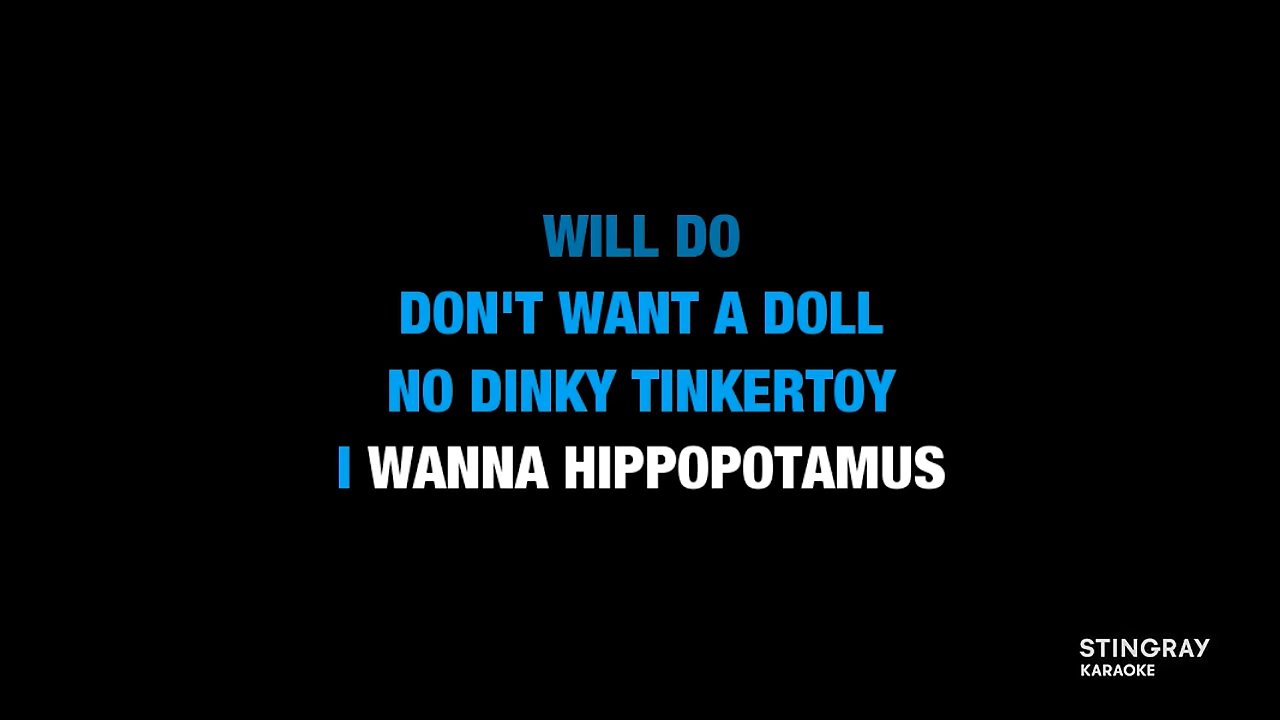 WILL DO
DON'T WANT A DOLL
NO DINKY TINKERTOY
I WANNA HIPPOPOTAMUS
STINGRAY
KARAOKE